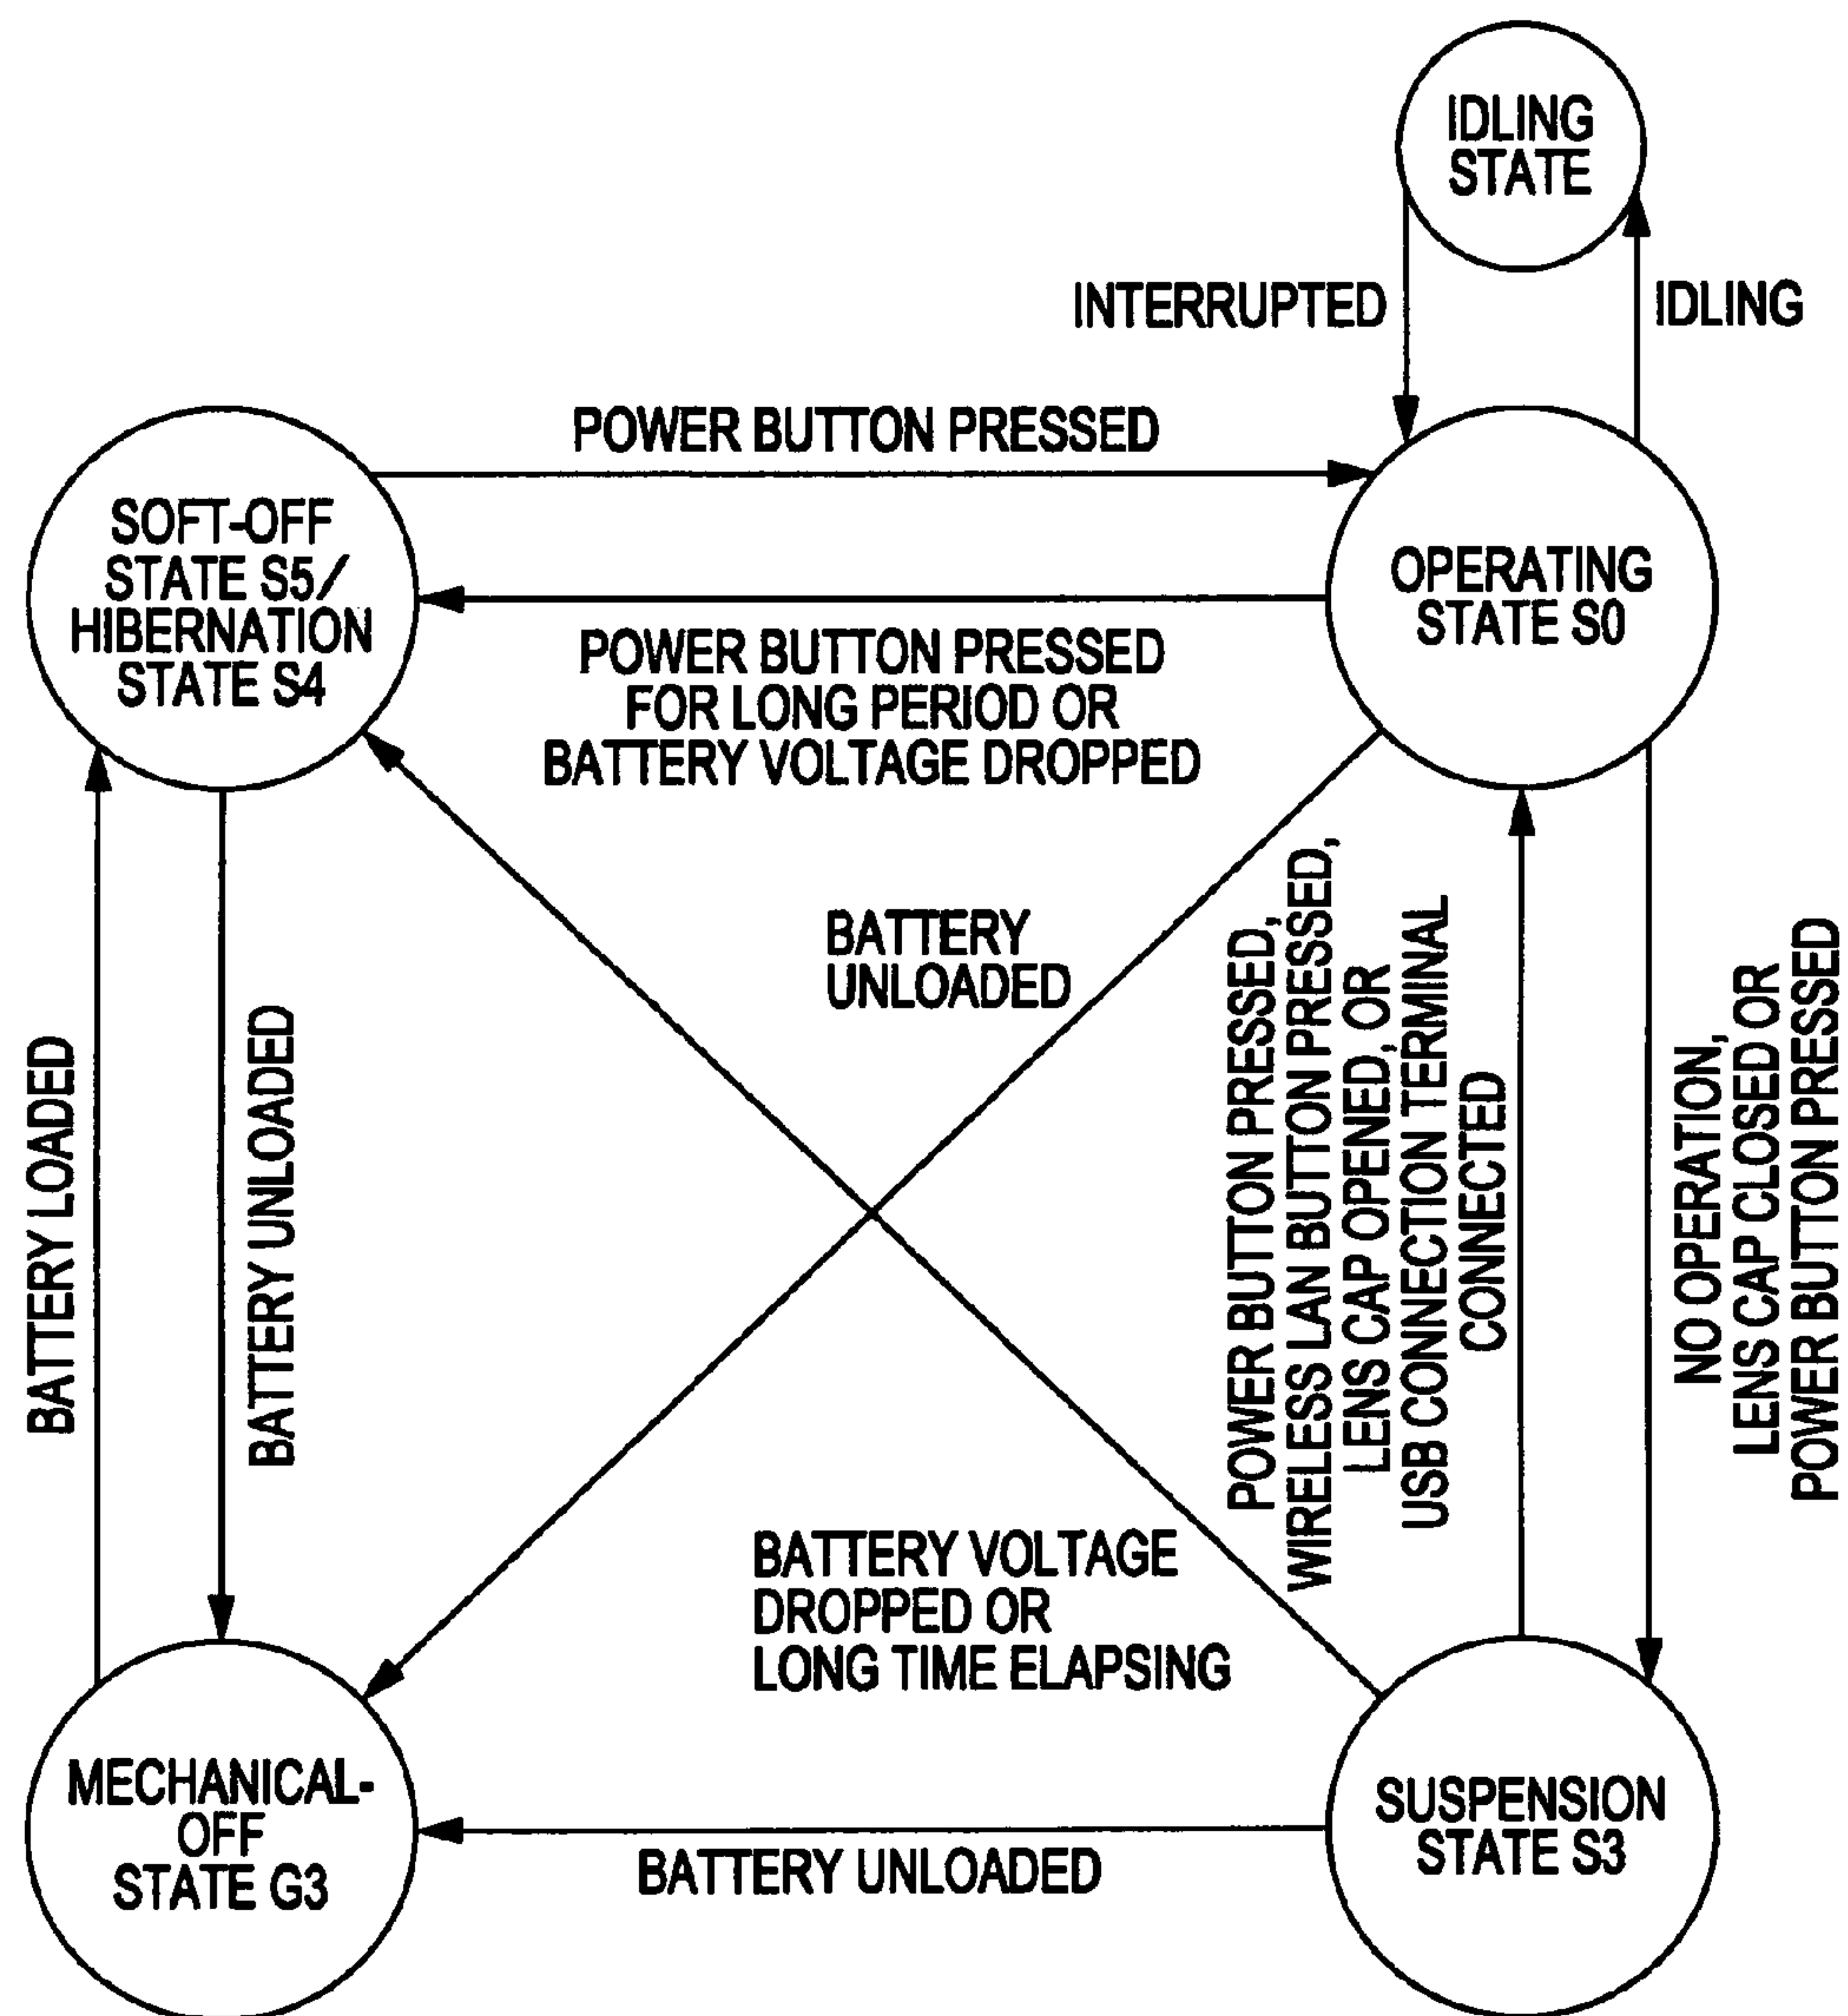 IDLING
STATE
INTERRUPTED
IDLING
POWER BUTTON PRESSED
SOFT-OFF
STATE S5/
HIBERNATION
STATE S4
OPERATING
STATE S0
POWER BUTTON PRESSED
FOR LONG PERIOD OR
BATTERY VOLTAGE DROPPED
BATTERY
UNLOADED
BATTERY LOADED
BATTERY UNLOADED
POWER BUTTON PRESSED,
WIRELESS LAN BUTTON PRESSED,
LENS CAP OPENED, OR
USB CONNECTION TERMINAL
CONNECTED
NO OPERATION,
LENS CAP CLOSED OR
POWER BUTTON PRESSED
BATTERY VOLTAGE
DROPPED OR
LONG TIME ELAPSING
MECHANICAL-
OFF
STATE G3
SUSPENSION
STATE S3
BATTERY UNLOADED